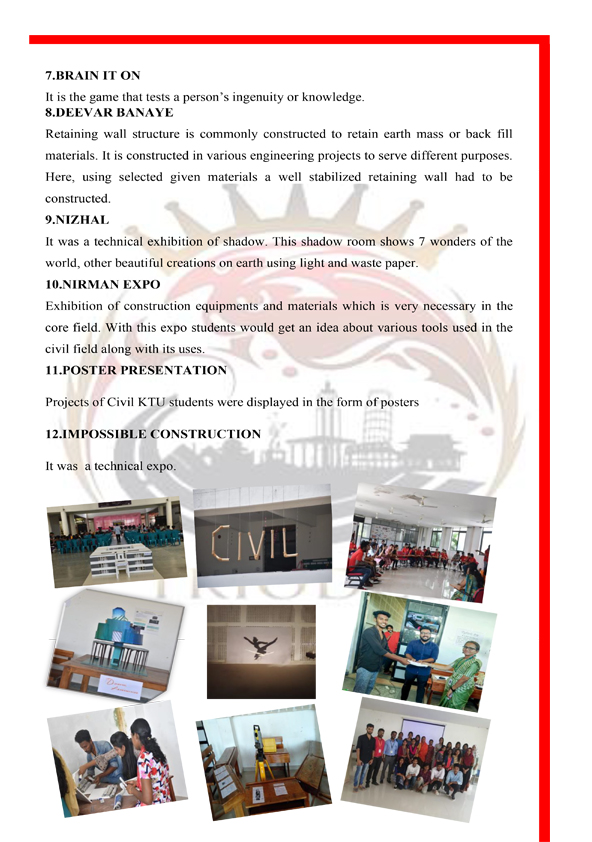 7.BRAIN IT ON
It is the game that tests a person’s ingenuity or knowledge.
8.DEEVAR BANAYE
Retaining wall structure is commonly constructed to retain earth mass or back fill
materials. It is constructed in various engineering projects to serve different purposes.
Here, using selected given materials a well stabilized retaining wall had to be
constructed.
9.NIZHAL
It was a technical exhibition of shadow. This shadow room shows 7 wonders of the
world, other beautiful creations on earth using light and waste paper.
10.NIRMAN EXPO
Exhibition of construction equipments and materials which is very necessary in the
core field. With this expo students would get an idea about various tools used in the
civil field along with its uses.
11.POSTER PRESENTATION
Projects of Civil KTU students were displayed in the form of posters
12.IMPOSSIBLE CONSTRUCTION
It was  a technical expo.
CIVIL